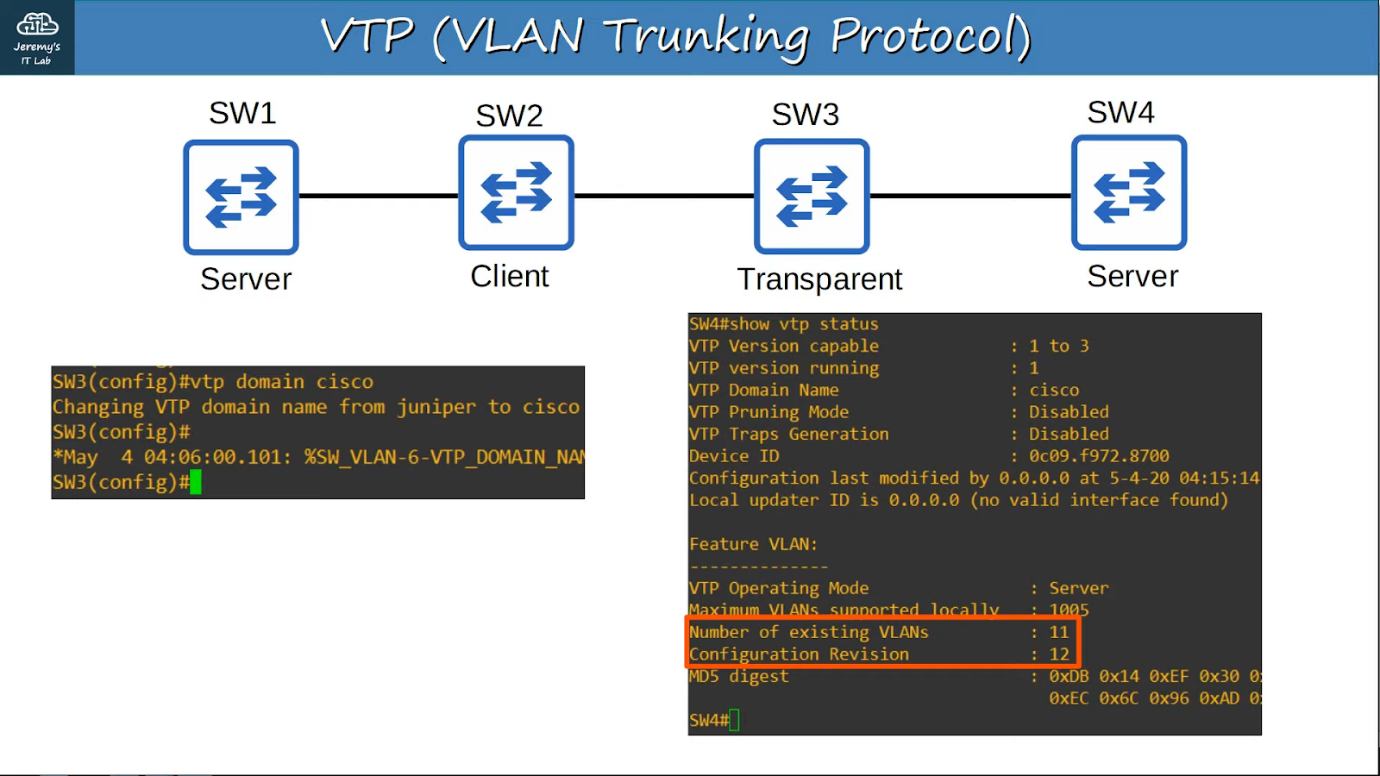 Jeremy's
IT Lab
VTP (VLAN Trunking Protocol)
SW1
SW2
SW3
SW4
Server
Client
Transparent
Server
SW3(config)#vtp domain cisco
Changing VTP domain name from juniper to cisco
SW3(config)#
*May  4 04:06:00.101: %SW_VLAN-6-VTP_DOMAIN_NAM
SW3(config)#
SW4#show vtp status
VTP Version capable : 1 to 3
VTP version running : 1
VTP Domain Name : cisco
VTP Pruning Mode : Disabled
VTP Traps Generation : Disabled
Device ID : 0c09.f972.8700
Configuration last modified by 0.0.0.0 at 5-4-20 04:15:14
Local updater ID is 0.0.0.0 (no valid interface found)
Feature VLAN:
--------------
VTP Operating Mode : Server
Maximum VLANs supported locally : 1005
Number of existing VLANs : 11
Configuration Revision : 12
MD5 digest : 0xDB 0x14 0xEF 0x30
0xEC 0x6C 0x96 0xAD
SW4#